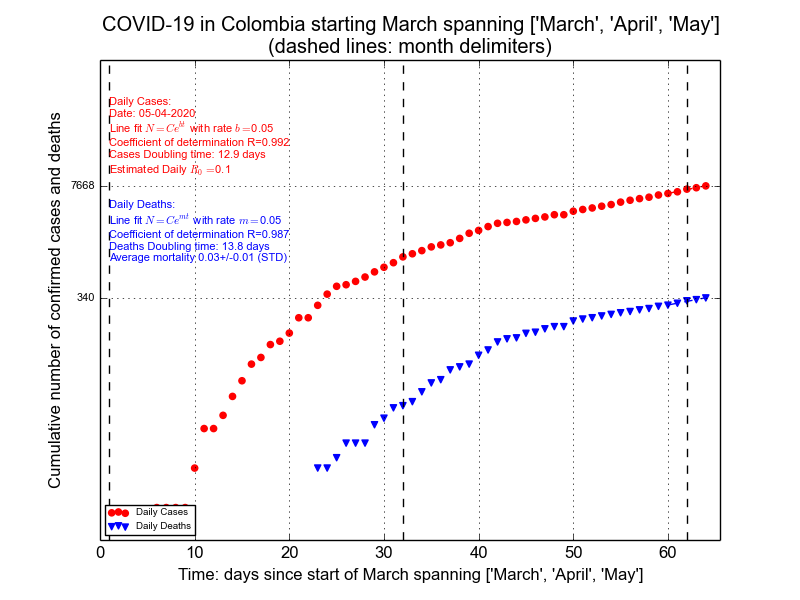 COVID-19 in Colombia starting March spanning ['March', 'April', 'May']
(dashed lines: month delimiters)
Cumulative number of confirmed cases and deaths
Daily Cases:
Date: 05-04-2020
Line fit N = Ce^{bt} with rate b =0.05
Coefficient of determination R=0.992
Cases Doubling time: 12.9 days
Estimated Daily R_0 =0.1
7668
Daily Deaths:
Line fit N = Ce^{mt} with rate m =0.05
Coefficient of determination R=0.987
Deaths Doubling time: 13.8 days
Average mortality 0.03+/-0.01 (STD)
340
Daily Cases
Daily Deaths
0 10 20 30 40 50 60
Time: days since start of March spanning ['March', 'April', 'May']